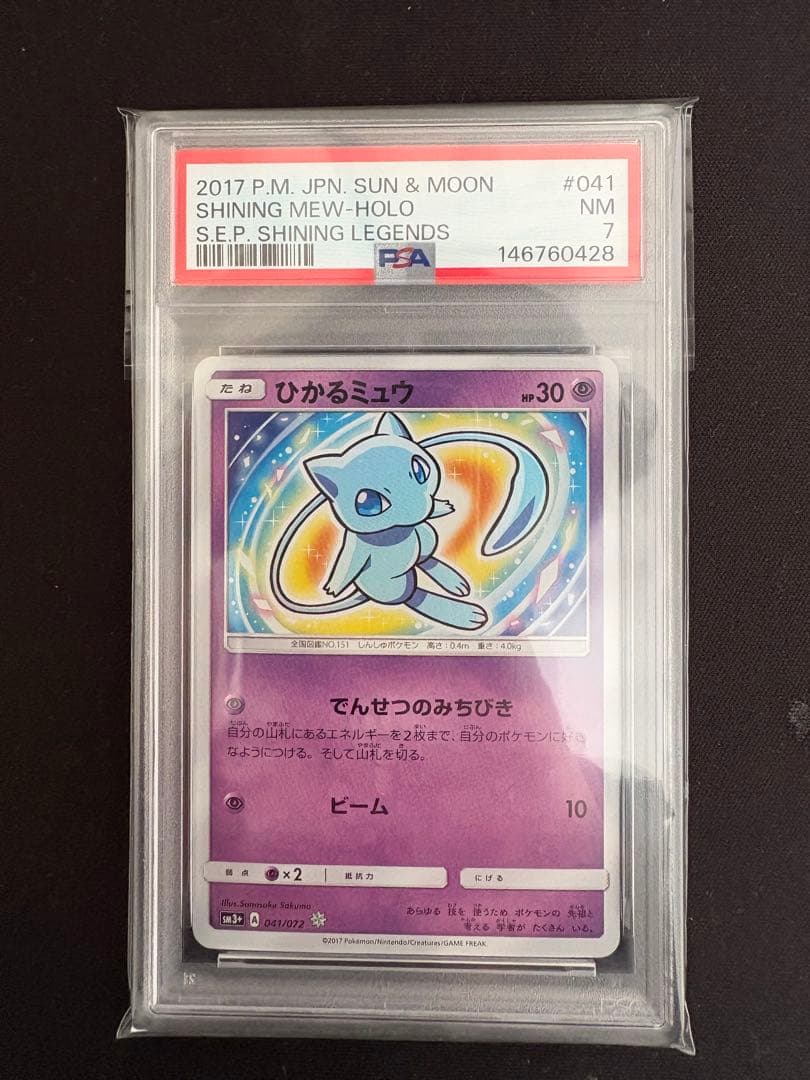 2017 P.M. JPN. SUN & MOON #041
SHINING MEW-HOLO NM
S.E.P. SHINING LEGENDS 7
PSA 146760428
たね ひかるミュウ HP30
全国図鑑NO.151 しんしゅポケモン 高さ:0.4m 重さ:4.0kg
でんせつのみちびき
自分の山札にあるエネルギーを2枚まで、自分のポケモンに好き
なようにつける。そして山札を切る。
ビーム 10
弱点 ×2 抵抗力 にげる
Illus.Sanosuke Sakuma
SM3+ A 041/072
あらゆる 技を 使うため ポケモンの 先祖と
考える 学者が たくさん いる。
©2017 Pokémon/Nintendo/Creatures/GAME FREAK.